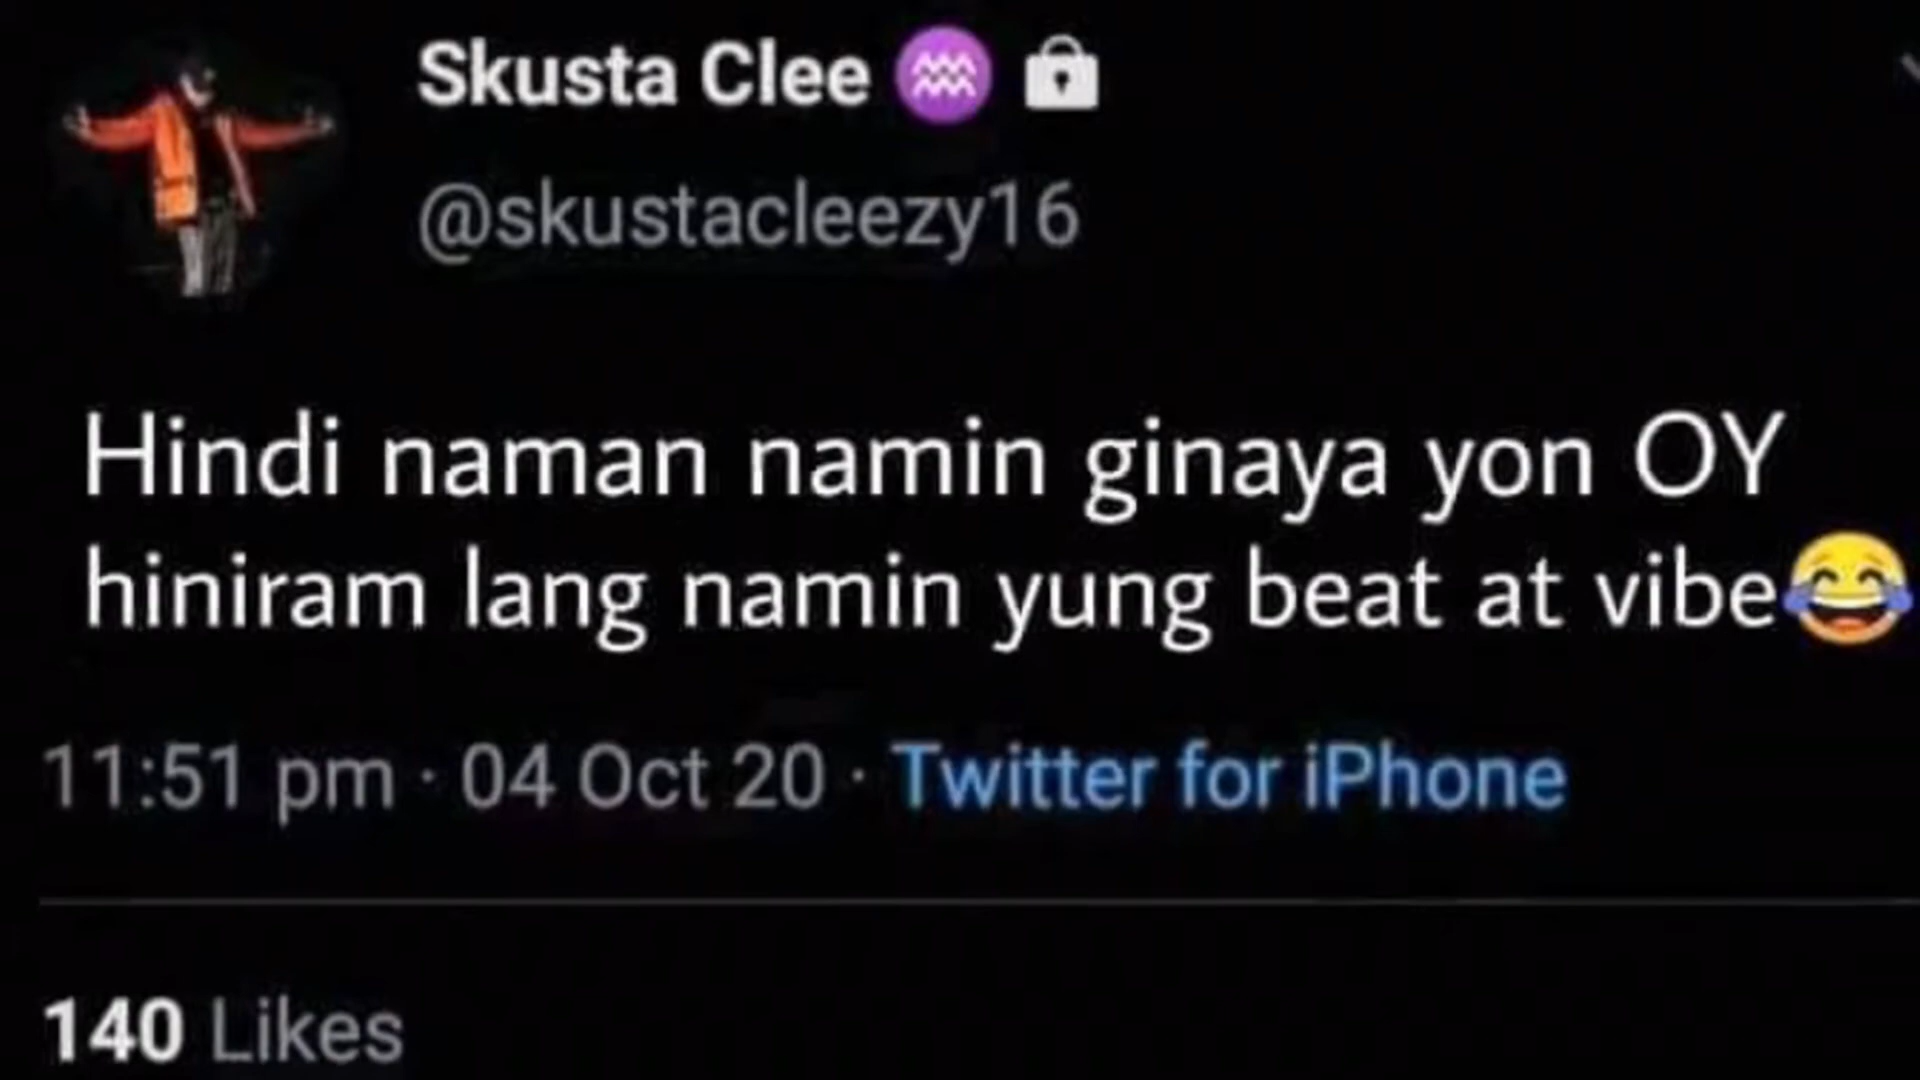 Skusta Clee ♒ 🔒
@skustacleezy16
Hindi naman namin ginaya yon OY
hiniram lang namin yung beat at vibe😂
11:51 pm · 04 Oct 20 · Twitter for iPhone
140 Likes